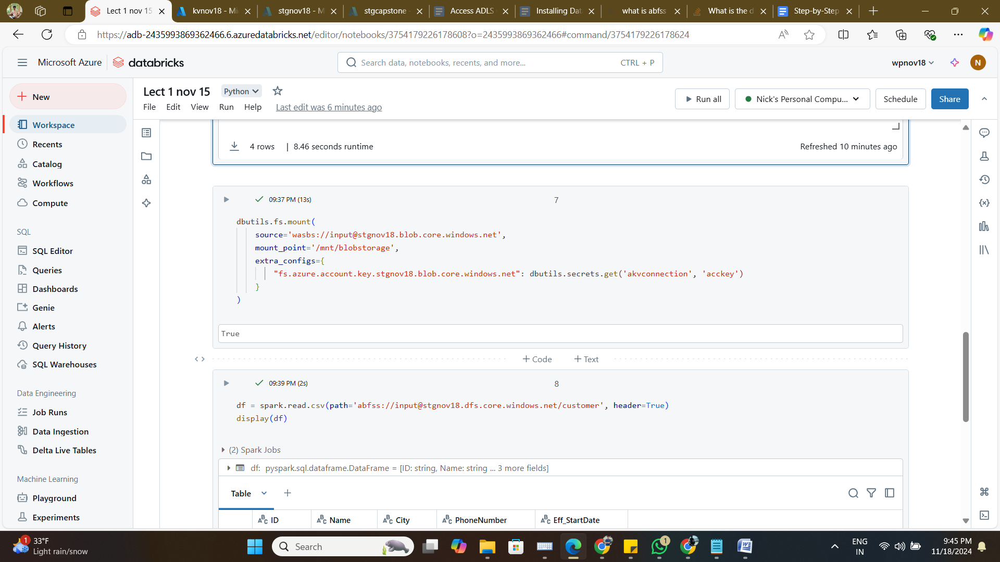 Lect 1 nov 15
kvnov18 - Mi
stgnov18 - M
stgcapstone -
Access ADLS
Installing Dat
what is abfss
What is the d
Step-by-Step
https://adb-2435993869362466.6.azuredatabricks.net/editor/notebooks/3754179226178608?o=2435993869362466#command/3754179226178624
Microsoft Azure
databricks
Search data, notebooks, recents, and more...
CTRL + P
wpnov18
N
New
Workspace
Recents
Catalog
Workflows
Compute
SQL
SQL Editor
Queries
Dashboards
Genie
Alerts
Query History
SQL Warehouses
Data Engineering
Job Runs
Data Ingestion
Delta Live Tables
Machine Learning
Playground
Experiments
Lect 1 nov 15
Python
File Edit View Run Help
Last edit was 6 minutes ago
Run all
Nick's Personal Compu...
Schedule
Share
4 rows | 8.46 seconds runtime
Refreshed 10 minutes ago
09:37 PM (13s)
7
dbutils.fs.mount(
source='wasbs://input@stgnov18.blob.core.windows.net',
mount_point='/mnt/blobstorage',
extra_configs={
"fs.azure.account.key.stgnov18.blob.core.windows.net": dbutils.secrets.get('akvconnection', 'acckey')
}
)
True
+ Code
+ Text
09:39 PM (2s)
8
df = spark.read.csv(path='abfss://input@stgnov18.dfs.core.windows.net/customer', header=True)
display(df)
(2) Spark Jobs
df: pyspark.sql.dataframe.DataFrame = [ID: string, Name: string ... 3 more fields]
Table
ID
Name
City
PhoneNumber
Eff_StartDate
1
33°F
Light rain/snow
Search
1
ENG
IN
9:45 PM
11/18/2024